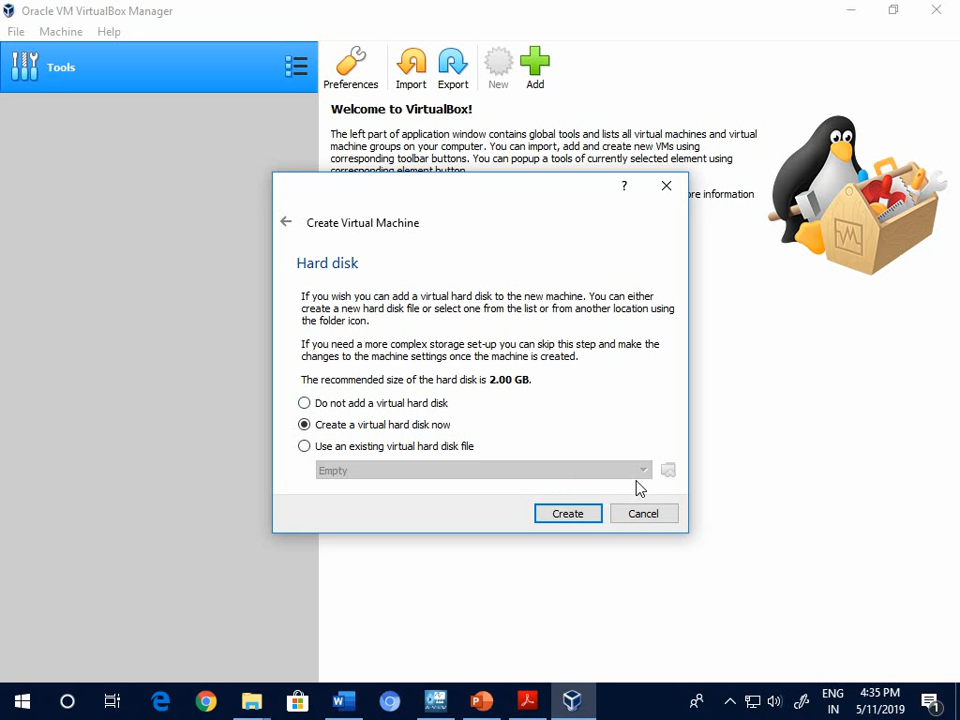 Oracle VM VirtualBox Manager
File Machine Help
Tools
Preferences Import Export New Add
Welcome to VirtualBox!
The left part of application window contains global tools and lists all virtual machines and virtual
machine groups on your computer. You can import, add and create new VMs using
corresponding toolbar buttons. You can popup a tools of currently selected element using
corresponding element button.
ore information
?
Create Virtual Machine
Hard disk
If you wish you can add a virtual hard disk to the new machine. You can either
create a new hard disk file or select one from the list or from another location using
the folder icon.
If you need a more complex storage set-up you can skip this step and make the
changes to the machine settings once the machine is created.
The recommended size of the hard disk is 2.00 GB.
Do not add a virtual hard disk
Create a virtual hard disk now
Use an existing virtual hard disk file
Empty
Create Cancel
ENG 4:35 PM
IN 5/11/2019
1